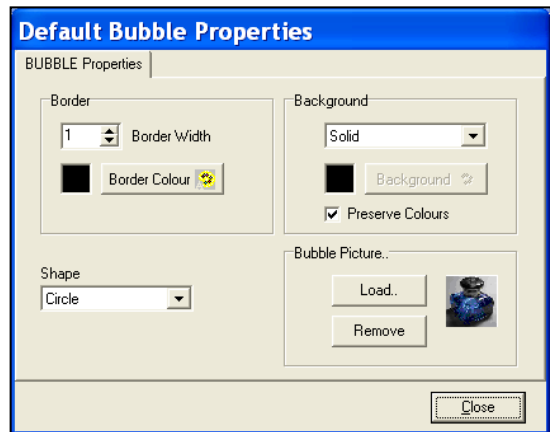 Default Bubble Properties
BUBBLE Properties
Border
1 Border Width
Border Colour
Background
Solid
Background
Preserve Colours
Shape
Circle
Bubble Picture..
Load..
Remove
Close